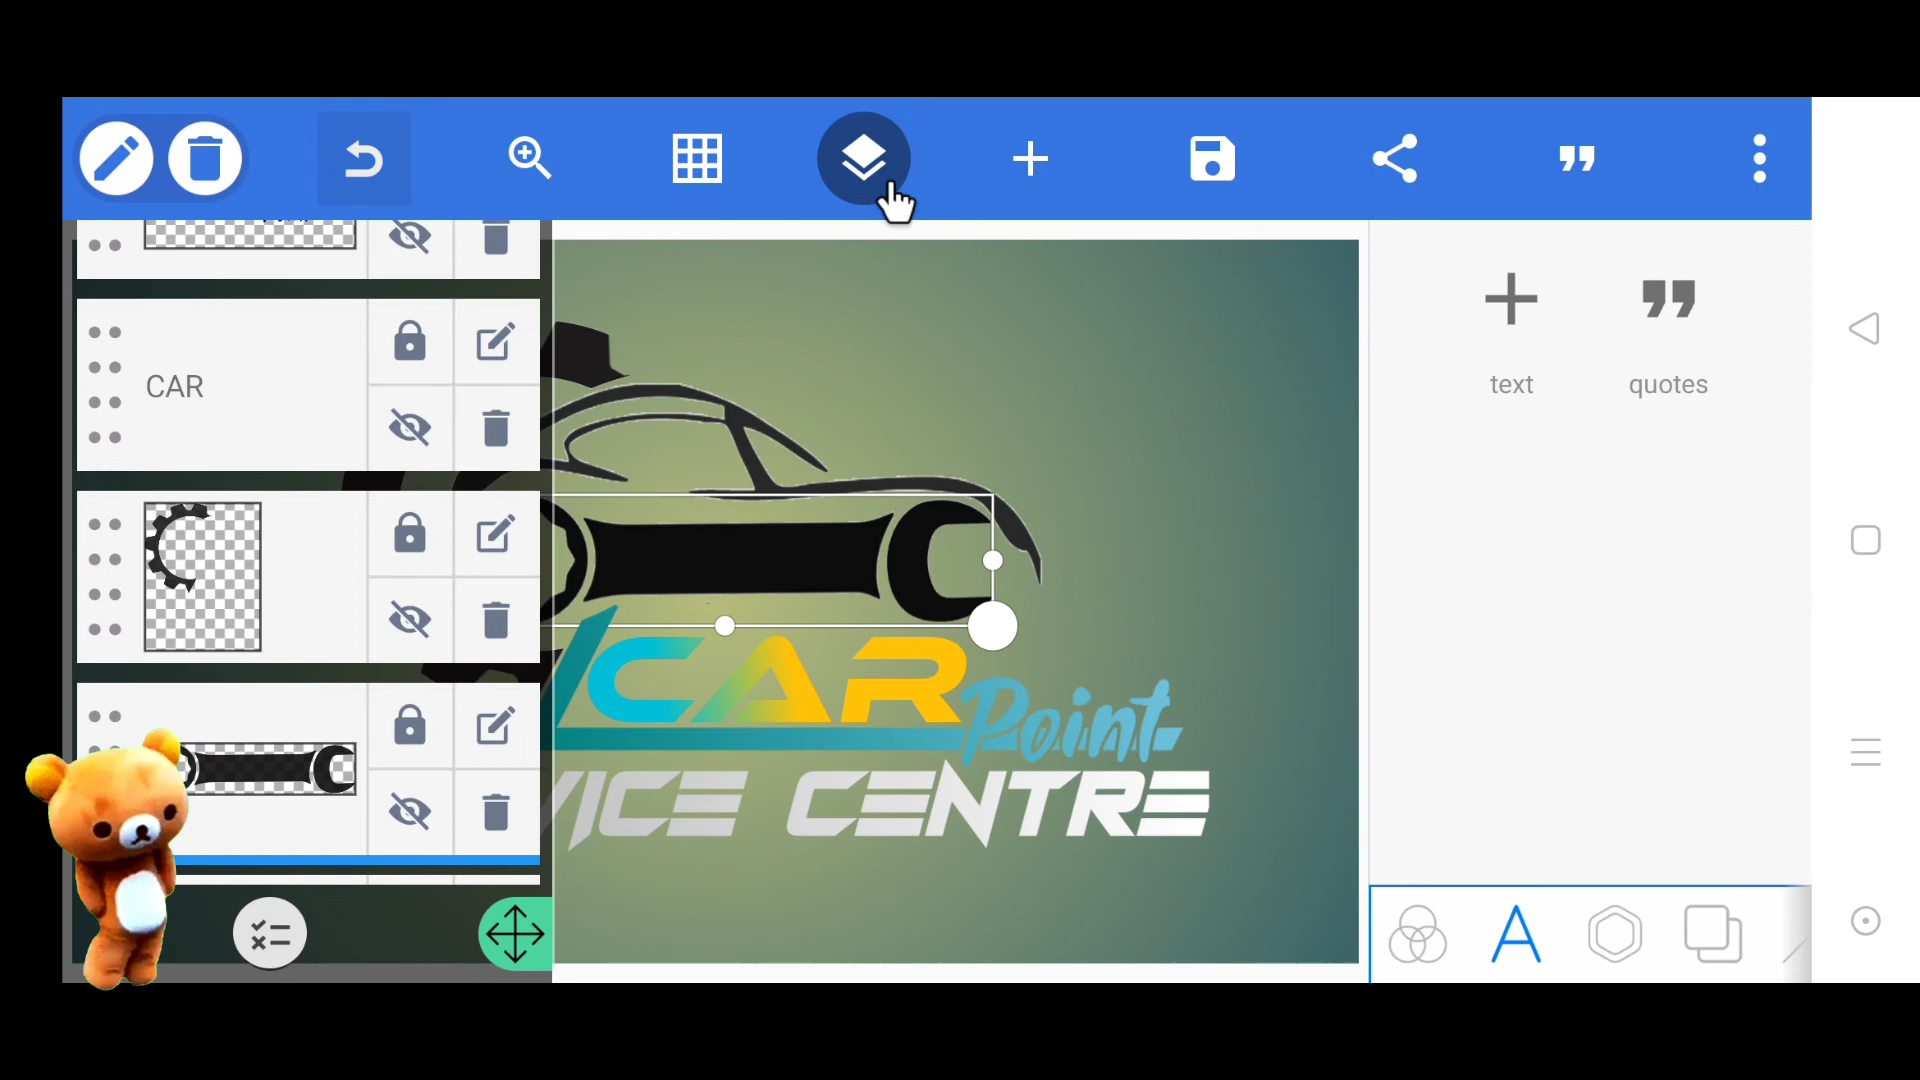 CAR
text
quotes
CAR
Point
VICE CENTRE